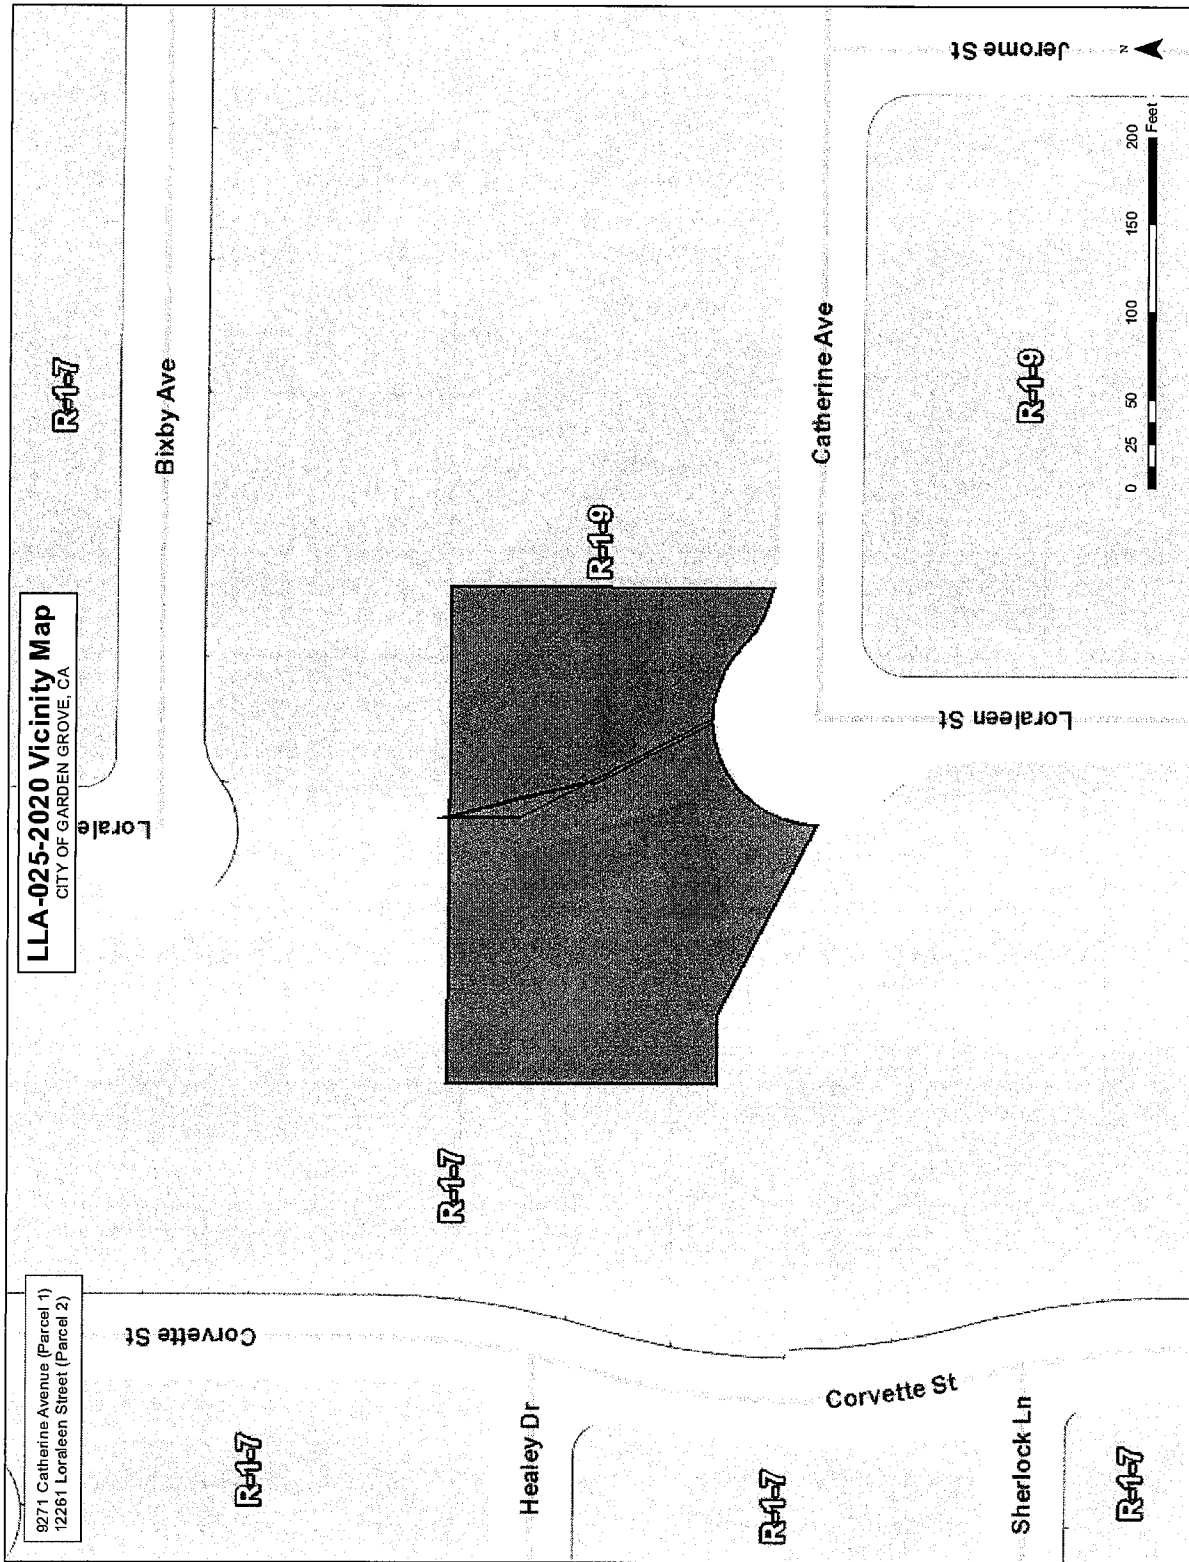 9271 Catherine Avenue (Parcel 1)
12261 Loraleen Street (Parcel 2)
LLA-025-2020 Vicinity Map
CITY OF GARDEN GROVE, CA
R-1-7
Corvette St
Lorale
Bixby Ave
R-1-7
R-1-7
R-1-9
Healey Dr
R-1-7
Corvette St
Catherine Ave
Loraleen St
Jerome St
Sherlock Ln
R-1-7
R-1-9
N
0 25 50 100 150 200
Feet